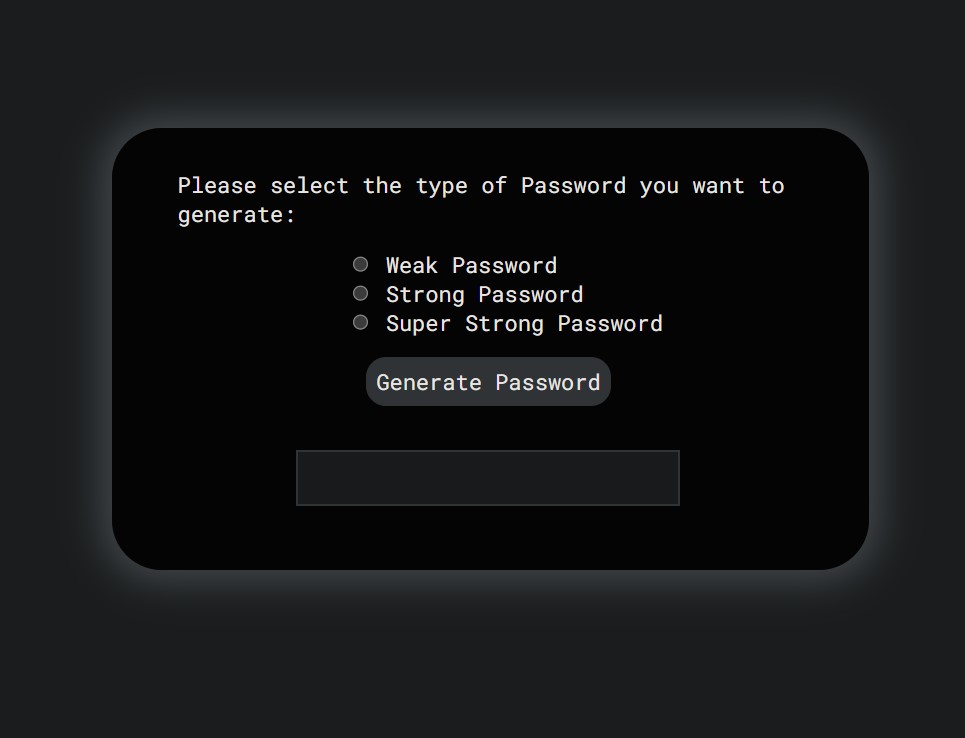 Please select the type of Password you want to
generate:
Weak Password
Strong Password
Super Strong Password
Generate Password